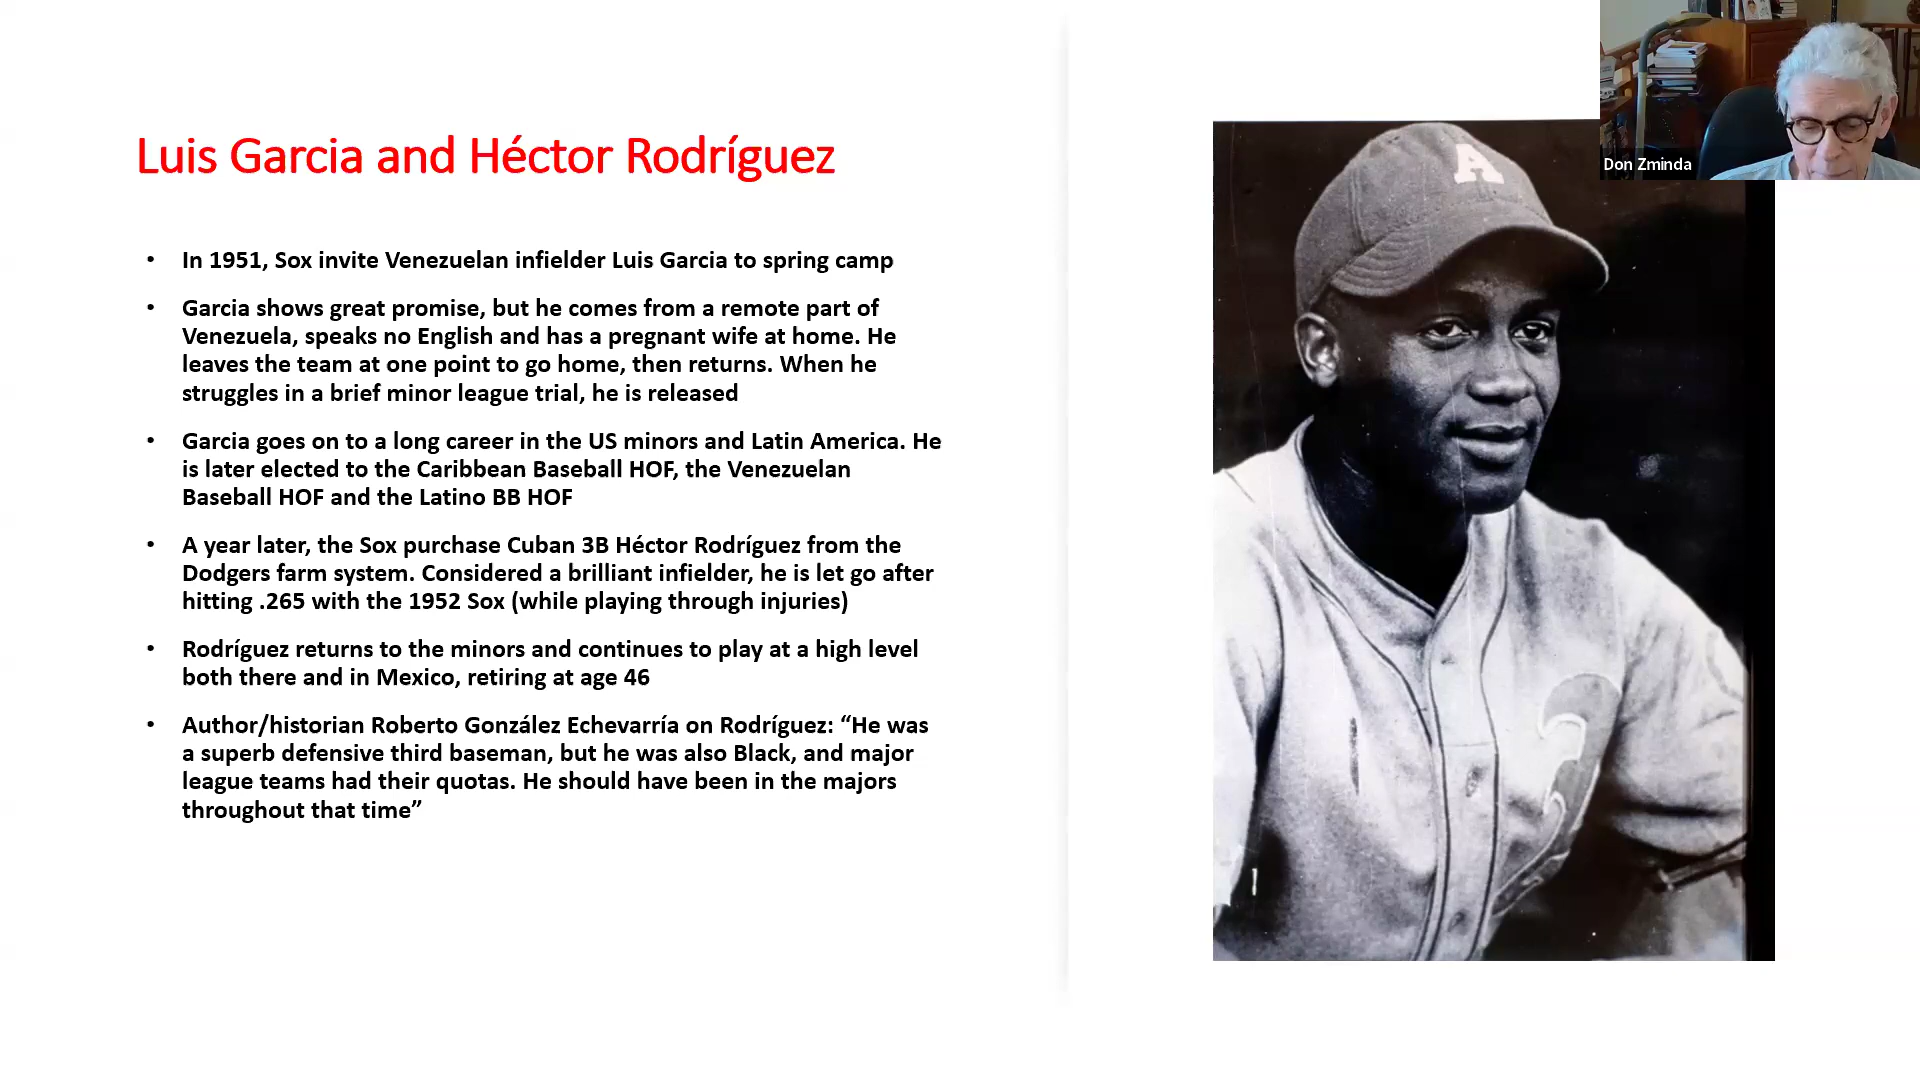 Don Zminda
Luis Garcia and Héctor Rodríguez
A
• In 1951, Sox invite Venezuelan infielder Luis Garcia to spring camp
• Garcia shows great promise, but he comes from a remote part of
Venezuela, speaks no English and has a pregnant wife at home. He
leaves the team at one point to go home, then returns. When he
struggles in a brief minor league trial, he is released
• Garcia goes on to a long career in the US minors and Latin America. He
is later elected to the Caribbean Baseball HOF, the Venezuelan
Baseball HOF and the Latino BB HOF
• A year later, the Sox purchase Cuban 3B Héctor Rodríguez from the
Dodgers farm system. Considered a brilliant infielder, he is let go after
hitting .265 with the 1952 Sox (while playing through injuries)
• Rodríguez returns to the minors and continues to play at a high level
both there and in Mexico, retiring at age 46
• Author/historian Roberto González Echevarría on Rodríguez: “He was
a superb defensive third baseman, but he was also Black, and major
league teams had their quotas. He should have been in the majors
throughout that time”